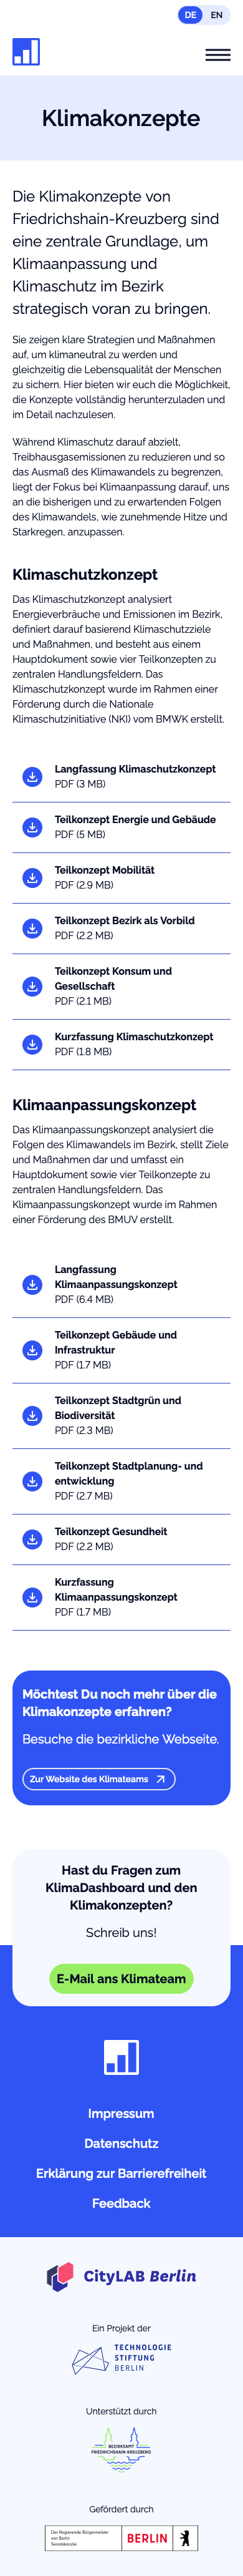 DE EN
Klimakonzepte
Die Klimakonzepte von
Friedrichshain-Kreuzberg sind
eine zentrale Grundlage, um
Klimaanpassung und
Klimaschutz im Bezirk
strategisch voran zu bringen.
Sie zeigen klare Strategien und Maßnahmen
auf, um klimaneutral zu werden und
gleichzeitig die Lebensqualität der Menschen
zu sichern. Hier bieten wir euch die Möglichkeit,
die Konzepte vollständig herunterzuladen und
im Detail nachzulesen.
Während Klimaschutz darauf abzielt,
Treibhausgasemissionen zu reduzieren und so
das Ausmaß des Klimawandels zu begrenzen,
liegt der Fokus bei Klimaanpassung darauf, uns
an die bisherigen und zu erwartenden Folgen
des Klimawandels, wie zunehmende Hitze und
Starkregen, anzupassen.
Klimaschutzkonzept
Das Klimaschutzkonzept analysiert
Energieverbräuche und Emissionen im Bezirk,
definiert darauf basierend Klimaschutzziele
und Maßnahmen, und besteht aus einem
Hauptdokument sowie vier Teilkonzepten zu
zentralen Handlungsfeldern. Das
Klimaschutzkonzept wurde im Rahmen einer
Förderung durch die Nationale
Klimaschutzinitiative (NKI) vom BMWK erstellt.
Langfassung Klimaschutzkonzept
PDF (3 MB)
Teilkonzept Energie und Gebäude
PDF (5 MB)
Teilkonzept Mobilität
PDF (2.9 MB)
Teilkonzept Bezirk als Vorbild
PDF (2.2 MB)
Teilkonzept Konsum und
Gesellschaft
PDF (2.1 MB)
Kurzfassung Klimaschutzkonzept
PDF (1.8 MB)
Klimaanpassungskonzept
Das Klimaanpassungskonzept analysiert die
Folgen des Klimawandels im Bezirk, stellt Ziele
und Maßnahmen dar und umfasst ein
Hauptdokument sowie vier Teilkonzepte zu
zentralen Handlungsfeldern. Das
Klimaanpassungskonzept wurde im Rahmen
einer Förderung des BMUV erstellt.
Langfassung
Klimaanpassungskonzept
PDF (6.4 MB)
Teilkonzept Gebäude und
Infrastruktur
PDF (1.7 MB)
Teilkonzept Stadtgrün und
Biodiversität
PDF (2.3 MB)
Teilkonzept Stadtplanung- und
entwicklung
PDF (2.7 MB)
Teilkonzept Gesundheit
PDF (2.2 MB)
Kurzfassung
Klimaanpassungskonzept
PDF (1.7 MB)
Möchtest Du noch mehr über die
Klimakonzepte erfahren?
Besuche die bezirkliche Webseite.
Zur Website des Klimateams
Hast du Fragen zum
KlimaDashboard und den
Klimakonzepten?
Schreib uns!
E-Mail ans Klimateam
Impressum
Datenschutz
Erklärung zur Barrierefreiheit
Feedback
CityLAB Berlin
Ein Projekt der
TECHNOLOGIE
STIFTUNG
BERLIN
Unterstützt durch
BEZIRKSAMT
FRIEDRICHSHAIN-KREUZBERG
Gefördert durch
Der Regierende Bürgermeister
von Berlin
Senatskanzlei
BERLIN